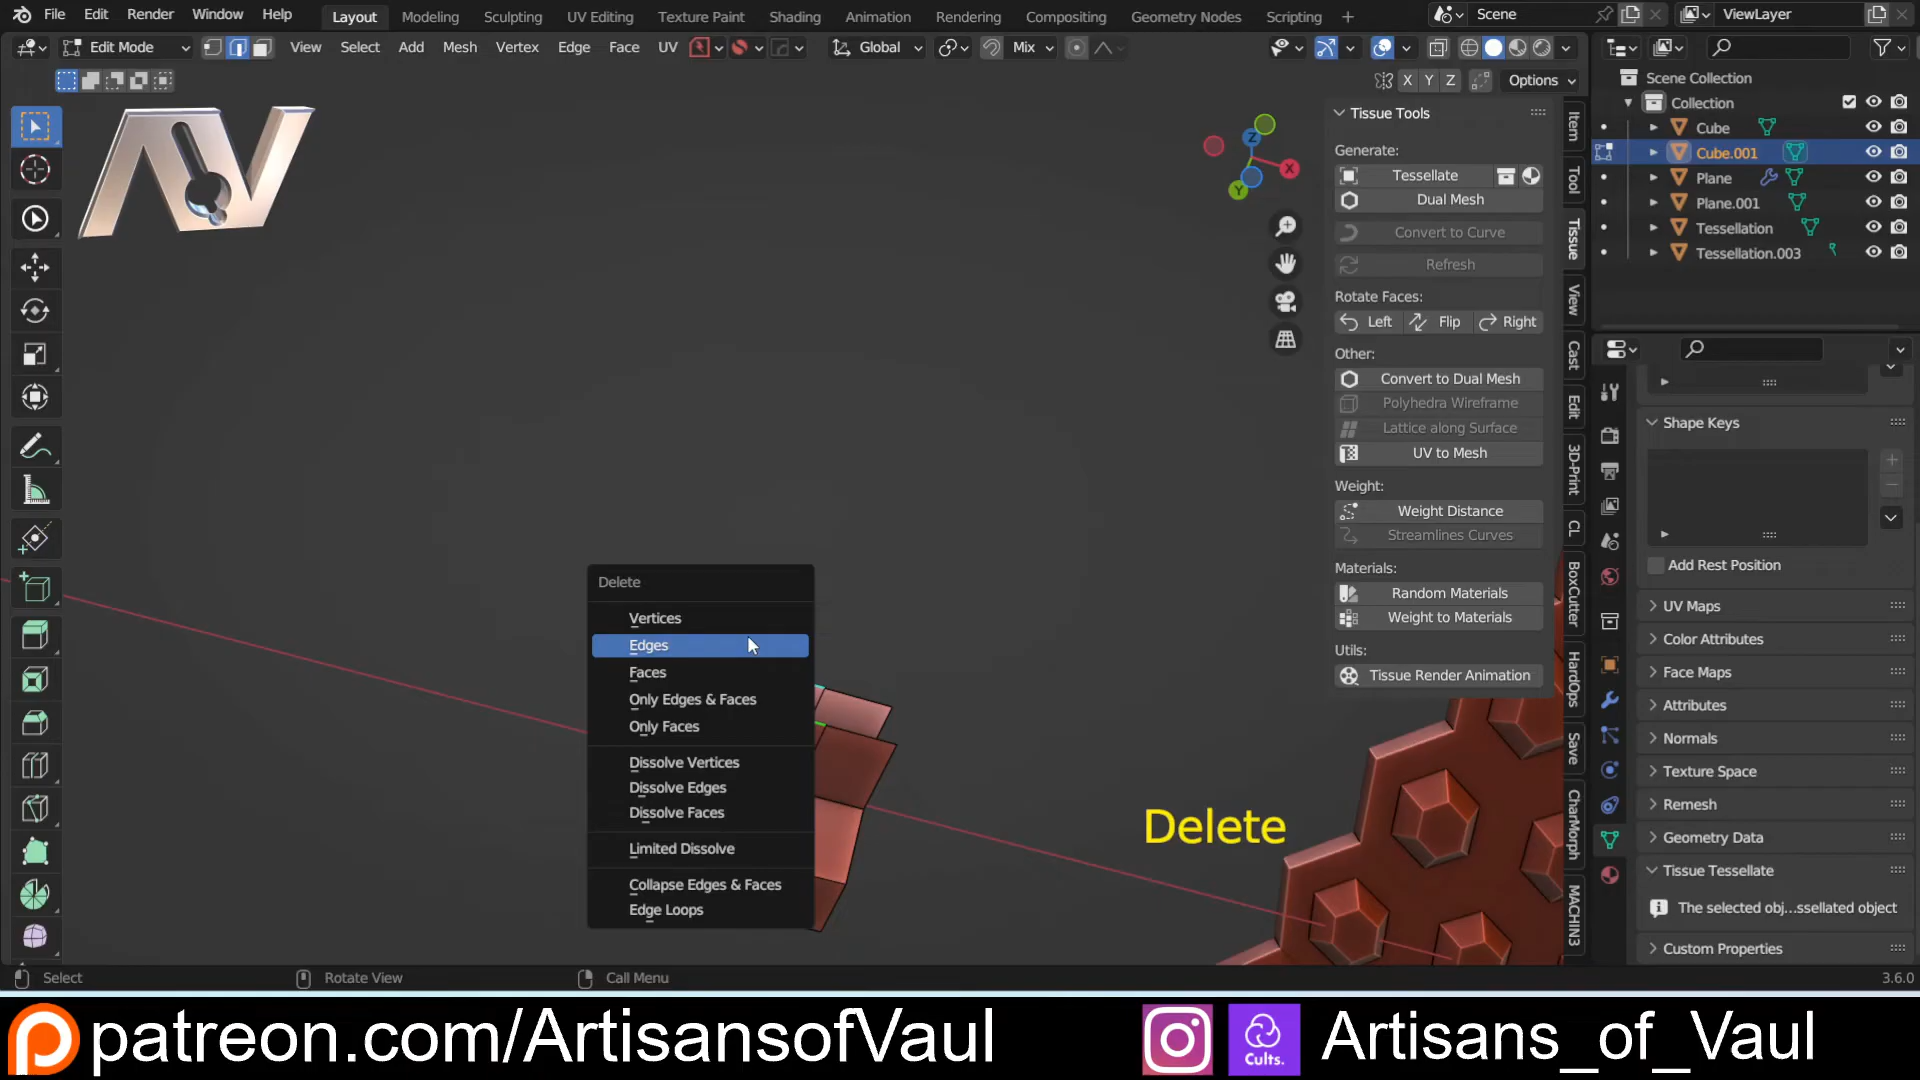 File Edit Render Window Help Layout Modeling Sculpting UV Editing Texture Paint Shading Animation Rendering Compositing Geometry Nodes Scripting + Scene ViewLayer
Edit Mode View Select Add Mesh Vertex Edge Face UV Global Mix
X Y Z Options
Scene Collection
Collection
Cube
Cube.001
Plane
Plane.001
Tessellation
Tessellation.003
Tissue Tools
Generate:
Tessellate
Dual Mesh
Convert to Curve
Refresh
Rotate Faces:
Left Flip Right
Other:
Convert to Dual Mesh
Polyhedra Wireframe
Lattice along Surface
UV to Mesh
Weight:
Weight Distance
Streamlines Curves
Materials:
Random Materials
Weight to Materials
Utils:
Tissue Render Animation
Item
Tool
Tissue
View
Cast
Edit
3D-Print
CL
BoxCutter
HardOps
Save
CharMorph
MACHIN3
Z
X
Y
Shape Keys
Add Rest Position
UV Maps
Color Attributes
Face Maps
Attributes
Normals
Texture Space
Remesh
Geometry Data
Tissue Tessellate
The selected obj...ssellated object
Custom Properties
Delete
Vertices
Edges
Faces
Only Edges & Faces
Only Faces
Dissolve Vertices
Dissolve Edges
Dissolve Faces
Limited Dissolve
Collapse Edges & Faces
Edge Loops
Delete
Select Rotate View Call Menu 3.6.0
patreon.com/ArtisansofVaul Cults. Artisans_of_Vaul